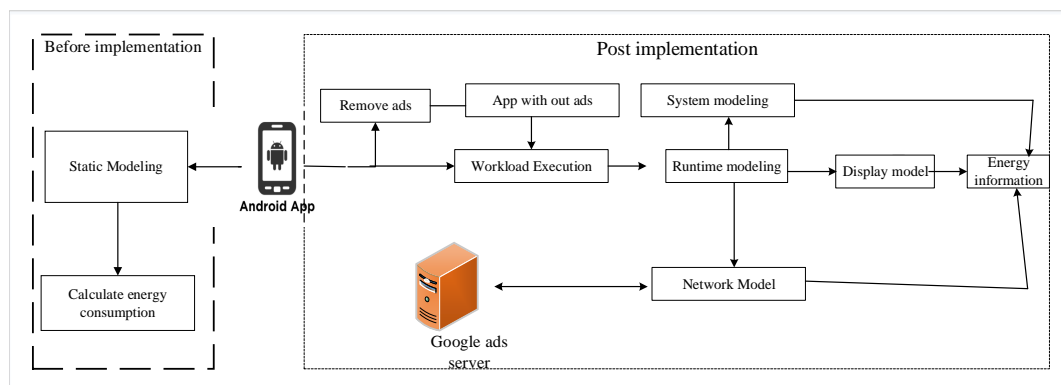 Before implementation
Post implementation
Remove ads
App with out ads
System modeling
Static Modeling
Android App
Workload Execution
Runtime modeling
Display model
Energy
information
Calculate energy
consumption
Network Model
Google ads
server